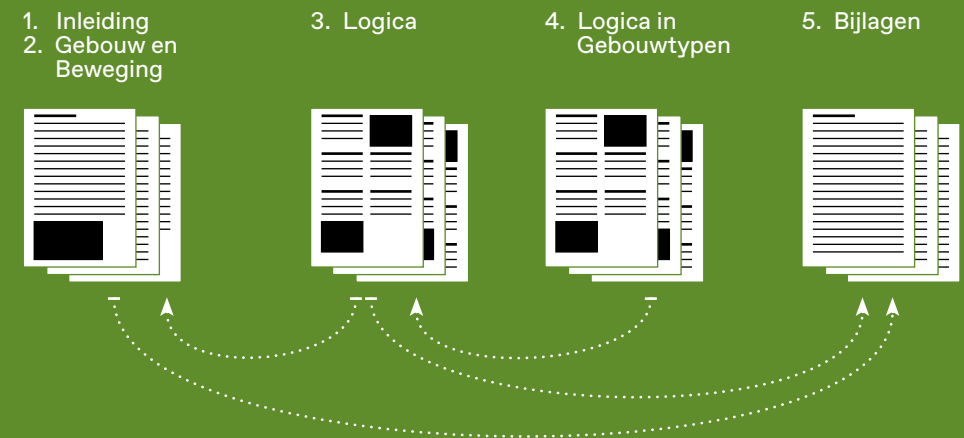 1. Inleiding
2. Gebouw en
Beweging
3. Logica
4. Logica in
Gebouwtypen
5. Bijlagen